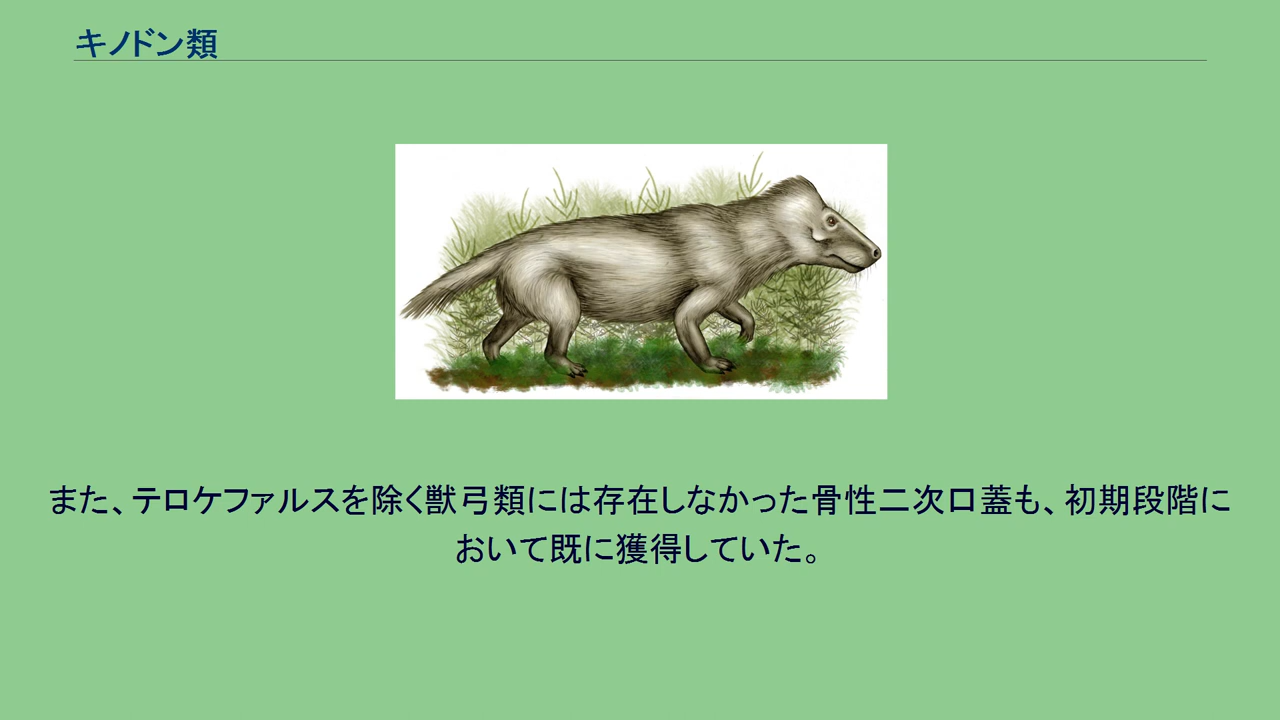 キノドン類
また、テロケファルスを除く獣弓類には存在しなかった骨性二次口蓋も、初期段階に
おいて既に獲得していた。